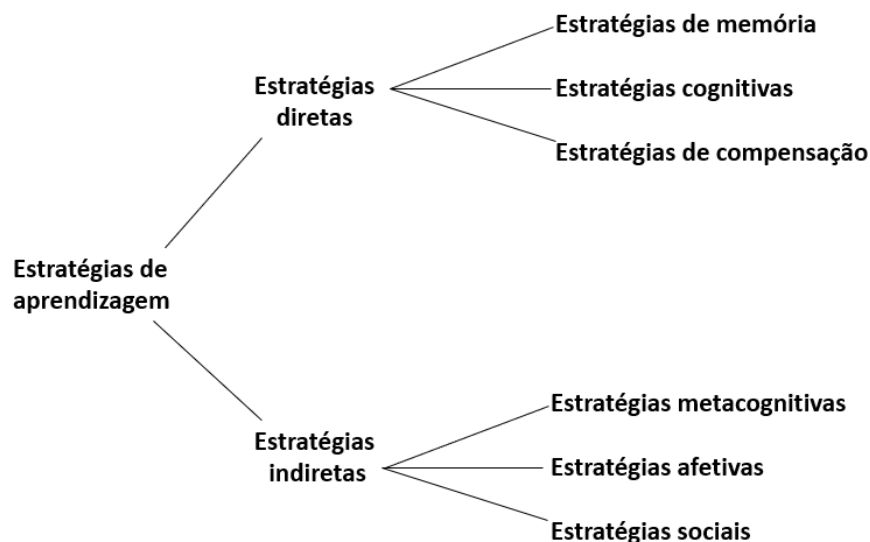 Estratégias de memória
Estratégias
diretas
Estratégias cognitivas
Estratégias de compensação
Estratégias de
aprendizagem
Estratégias metacognitivas
Estratégias
indiretas
Estratégias afetivas
Estratégias sociais